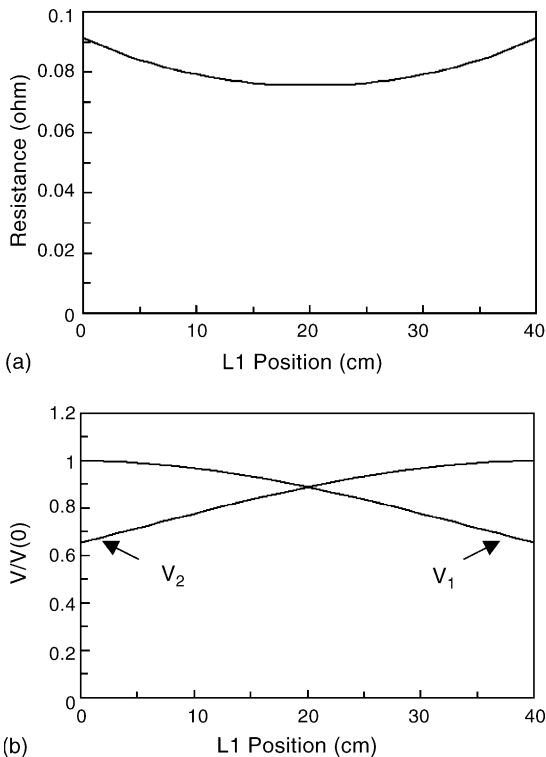 0.1
0.08
0.06
0.04
0.02
0
Resistance (ohm)
0 10 20 30 40
L1 Position (cm)
(a)
1.2
1
0.8
0.6
0.4
0.2
0
V/V(0)
V2
V1
0 10 20 30 40
L1 Position (cm)
(b)